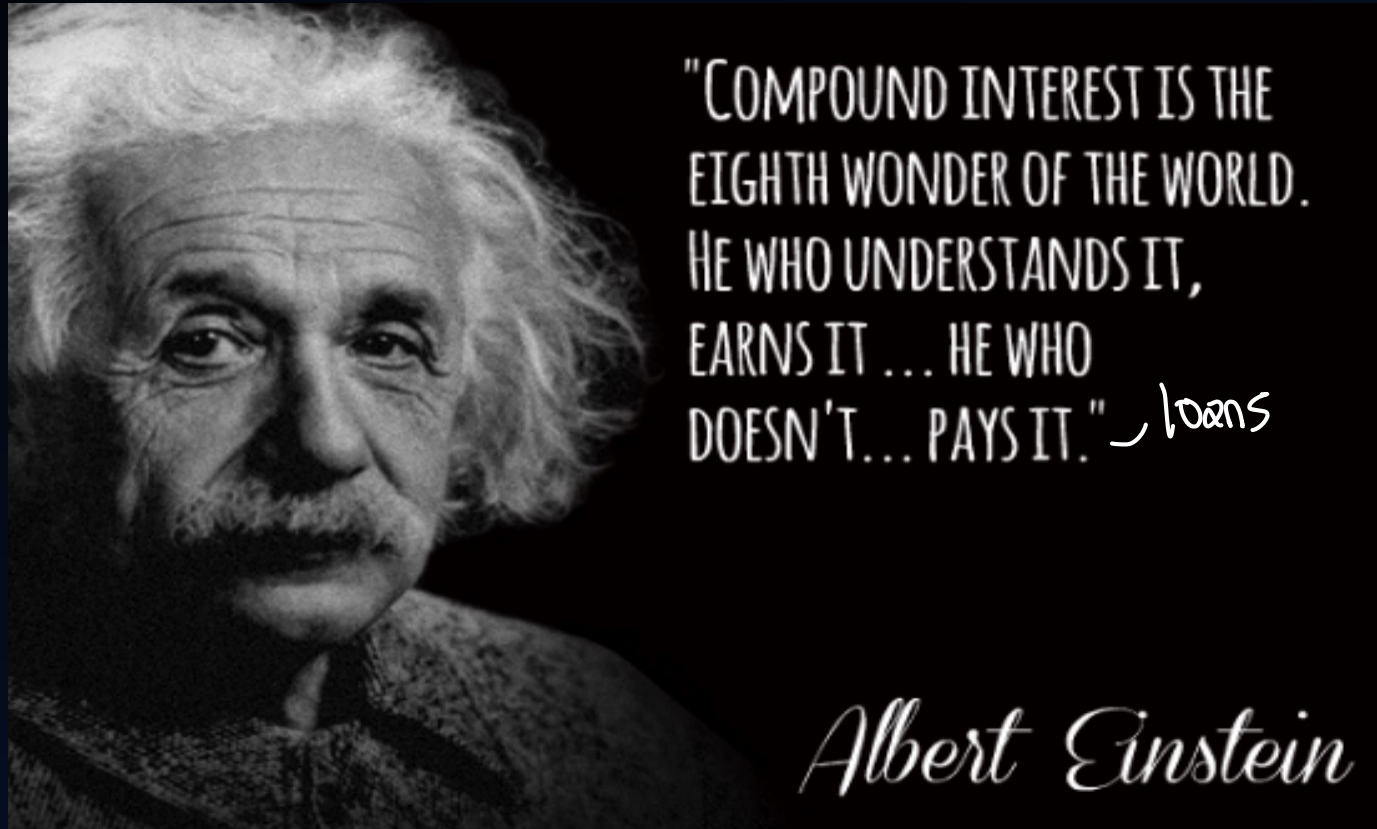 "COMPOUND INTEREST IS THE
EIGHTH WONDER OF THE WORLD.
HE WHO UNDERSTANDS IT,
EARNS IT ... HE WHO
DOESN'T... PAYS IT." loans
Albert Einstein